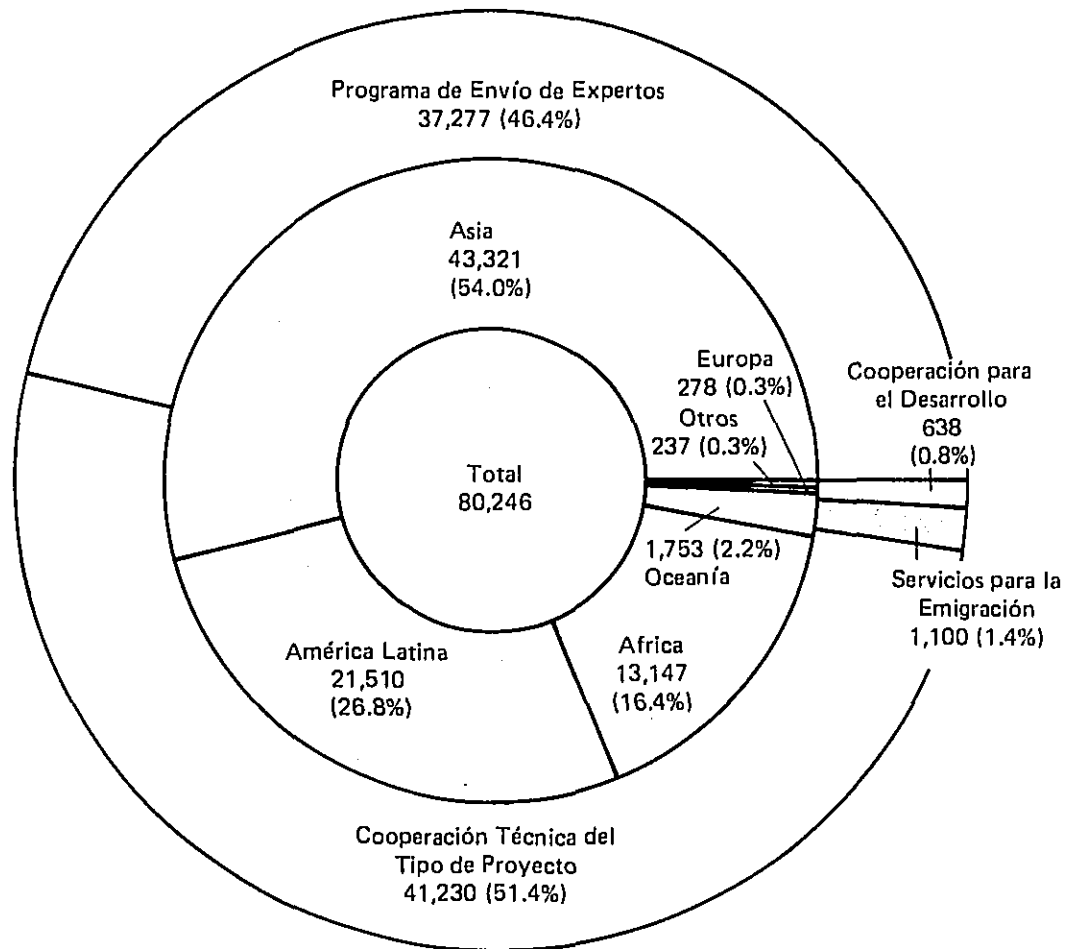 Programa de Envío de Expertos
37,277 (46.4%)
Asia
43,321
(54.0%)
Europa
278 (0.3%)
Otros
237 (0.3%)
Cooperación para
el Desarrollo
638
(0.8%)
Total
80,246
1,753 (2.2%)
Oceanía
Servicios para la
Emigración
1,100 (1.4%)
América Latina
21,510
(26.8%)
Africa
13,147
(16.4%)
Cooperación Técnica del
Tipo de Proyecto
41,230 (51.4%)